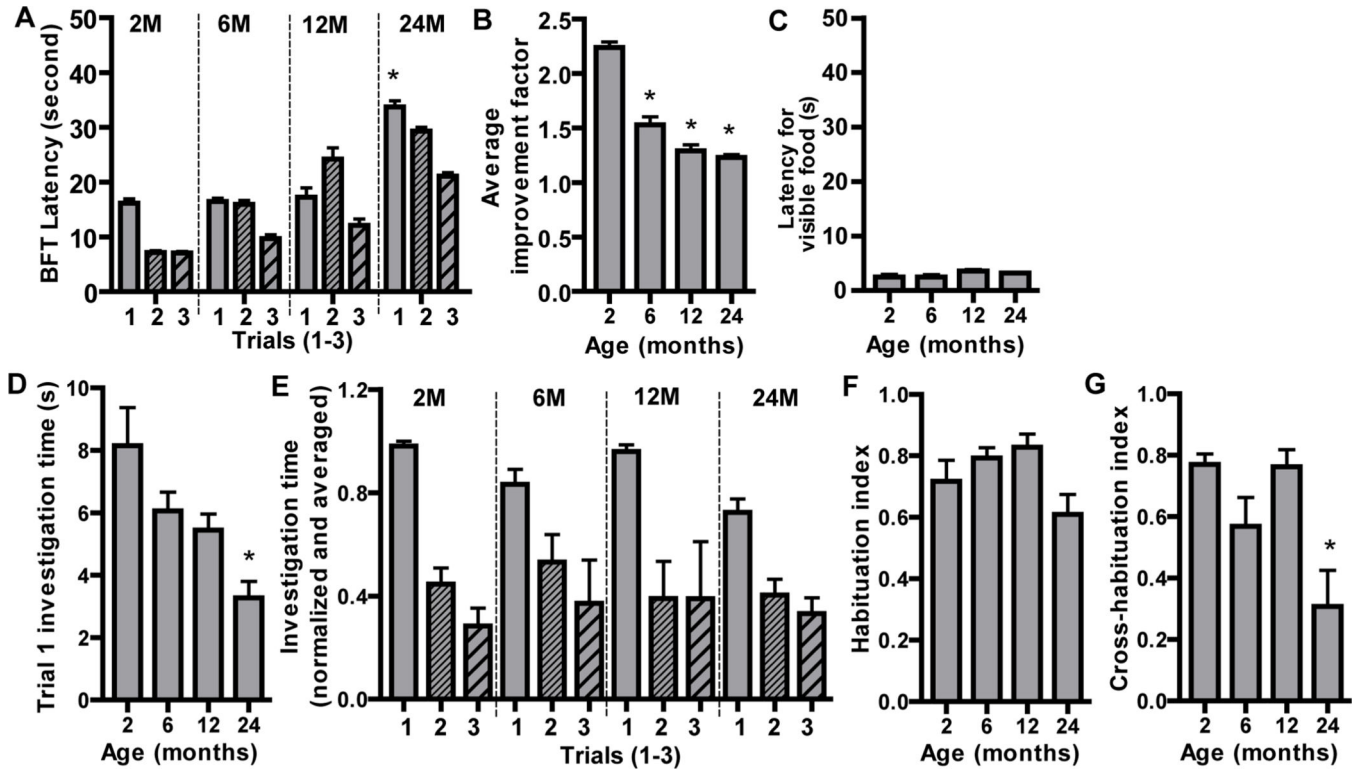 A
BFT Latency (second)
50
40
30
20
10
0
2M 6M 12M 24M
*
1 2 3 1 2 3 1 2 3 1 2 3
Trials (1-3)
B
Average
improvement factor
2.5
2.0
1.5
1.0
0.5
0.0
* * *
2 6 12 24
Age (months)
C
Latency for
visible food (s)
50
40
30
20
10
0
2 6 12 24
Age (months)
D
Trial 1 investigation time (s)
10
8
6
4
2
0
*
2 6 12 24
Age (months)
E
Investigation time
(normalized and averaged)
1.2
0.8
0.4
0.0
2M 6M 12M 24M
1 2 3 1 2 3 1 2 3 1 2 3
Trials (1-3)
F
Habituation index
1.0
0.8
0.6
0.4
0.2
0.0
2 6 12 24
Age (months)
G
Cross-habituation index
1.0
0.8
0.6
0.4
0.2
0.0
*
2 6 12 24
Age (months)